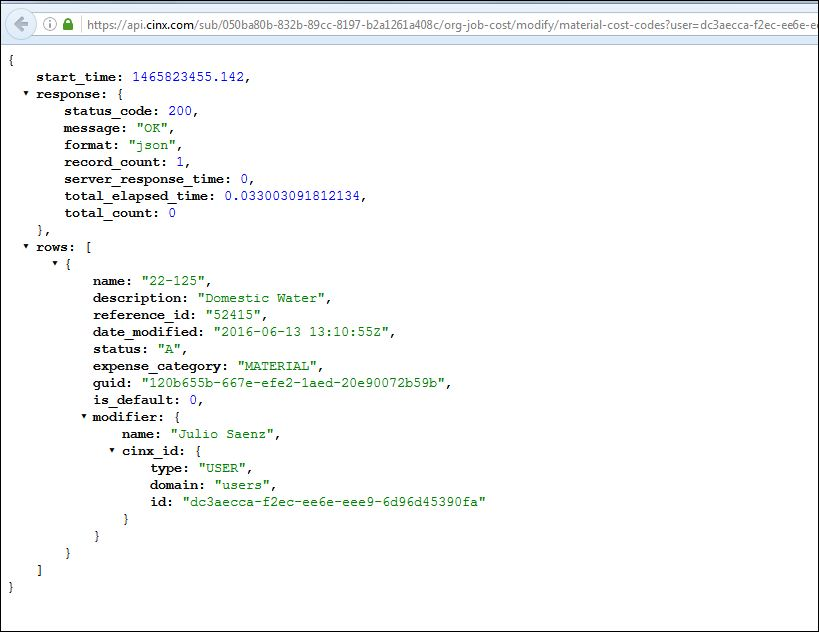 https://api.cinx.com/sub/050ba80b-832b-89cc-8197-b2a1261a408c/org-job-cost/modify/material-cost-codes?user=dc3aecca-f2ec-ee6e-e
{
start_time: 1465823455.142,
response: {
status_code: 200,
message: "OK",
format: "json",
record_count: 1,
server_response_time: 0,
total_elapsed_time: 0.033003091812134,
total_count: 0
},
rows: [
{
name: "22-125",
description: "Domestic Water",
reference_id: "52415",
date_modified: "2016-06-13 13:10:55Z",
status: "A",
expense_category: "MATERIAL",
guid: "120b655b-667e-efe2-1aed-20e90072b59b",
is_default: 0,
modifier: {
name: "Julio Saenz",
cinx_id: {
type: "USER",
domain: "users",
id: "dc3aecca-f2ec-ee6e-eee9-6d96d45390fa"
}
}
}
]
}